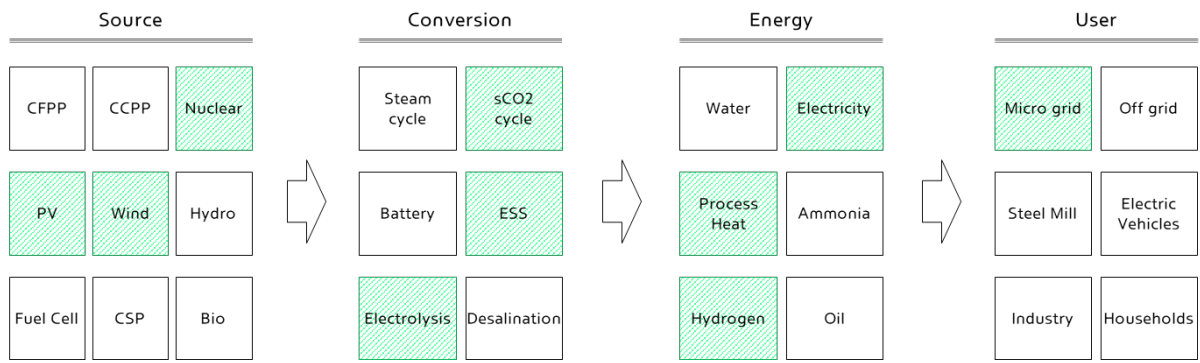 Source
Conversion
Energy
User
CFPP
CCPP
Nuclear
PV
Wind
Hydro
Fuel Cell
CSP
Bio
Steam
cycle
sCO2
cycle
Battery
ESS
Electrolysis
Desalination
Water
Electricity
Process
Heat
Ammonia
Hydrogen
Oil
Micro grid
Off grid
Steel Mill
Electric
Vehicles
Industry
Households